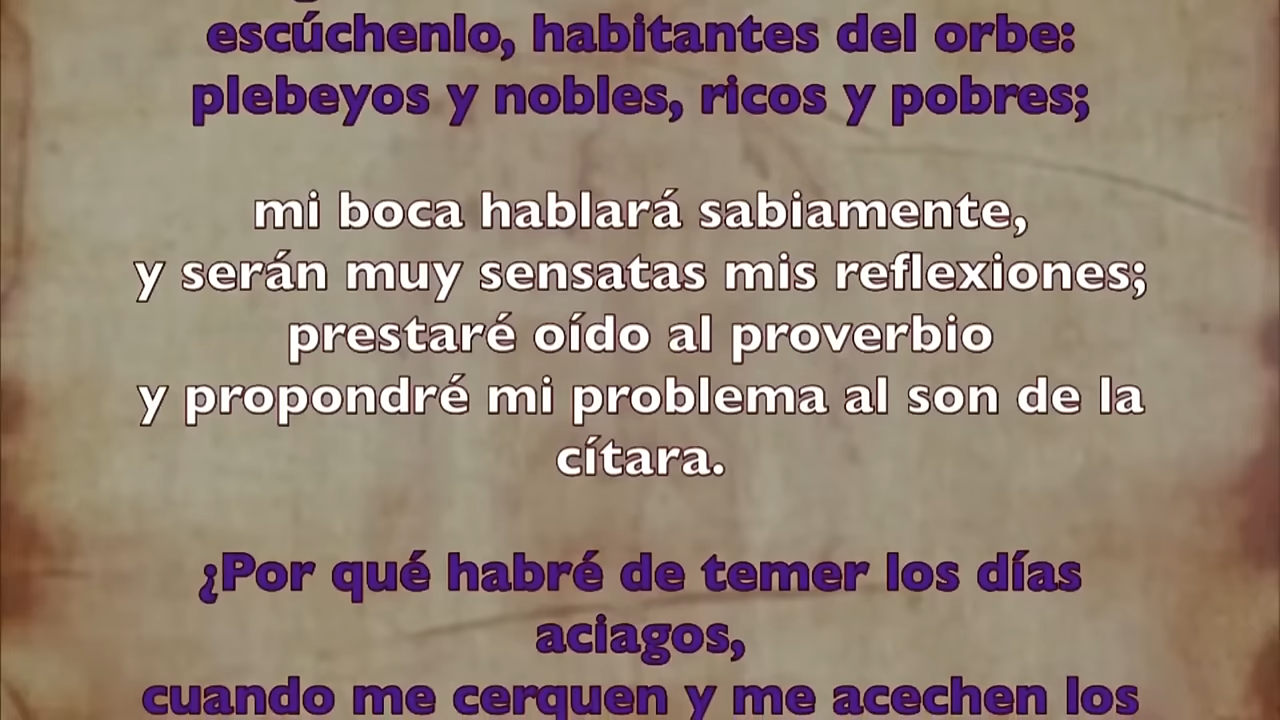 escúchenlo, habitantes del orbe:
plebeyos y nobles, ricos y pobres;
mi boca hablará sabiamente,
y serán muy sensatas mis reflexiones;
prestaré oído al proverbio
y propondré mi problema al son de la
cítara.
¿Por qué habré de temer los días
aciagos,
cuando me cerquen y me acechen los